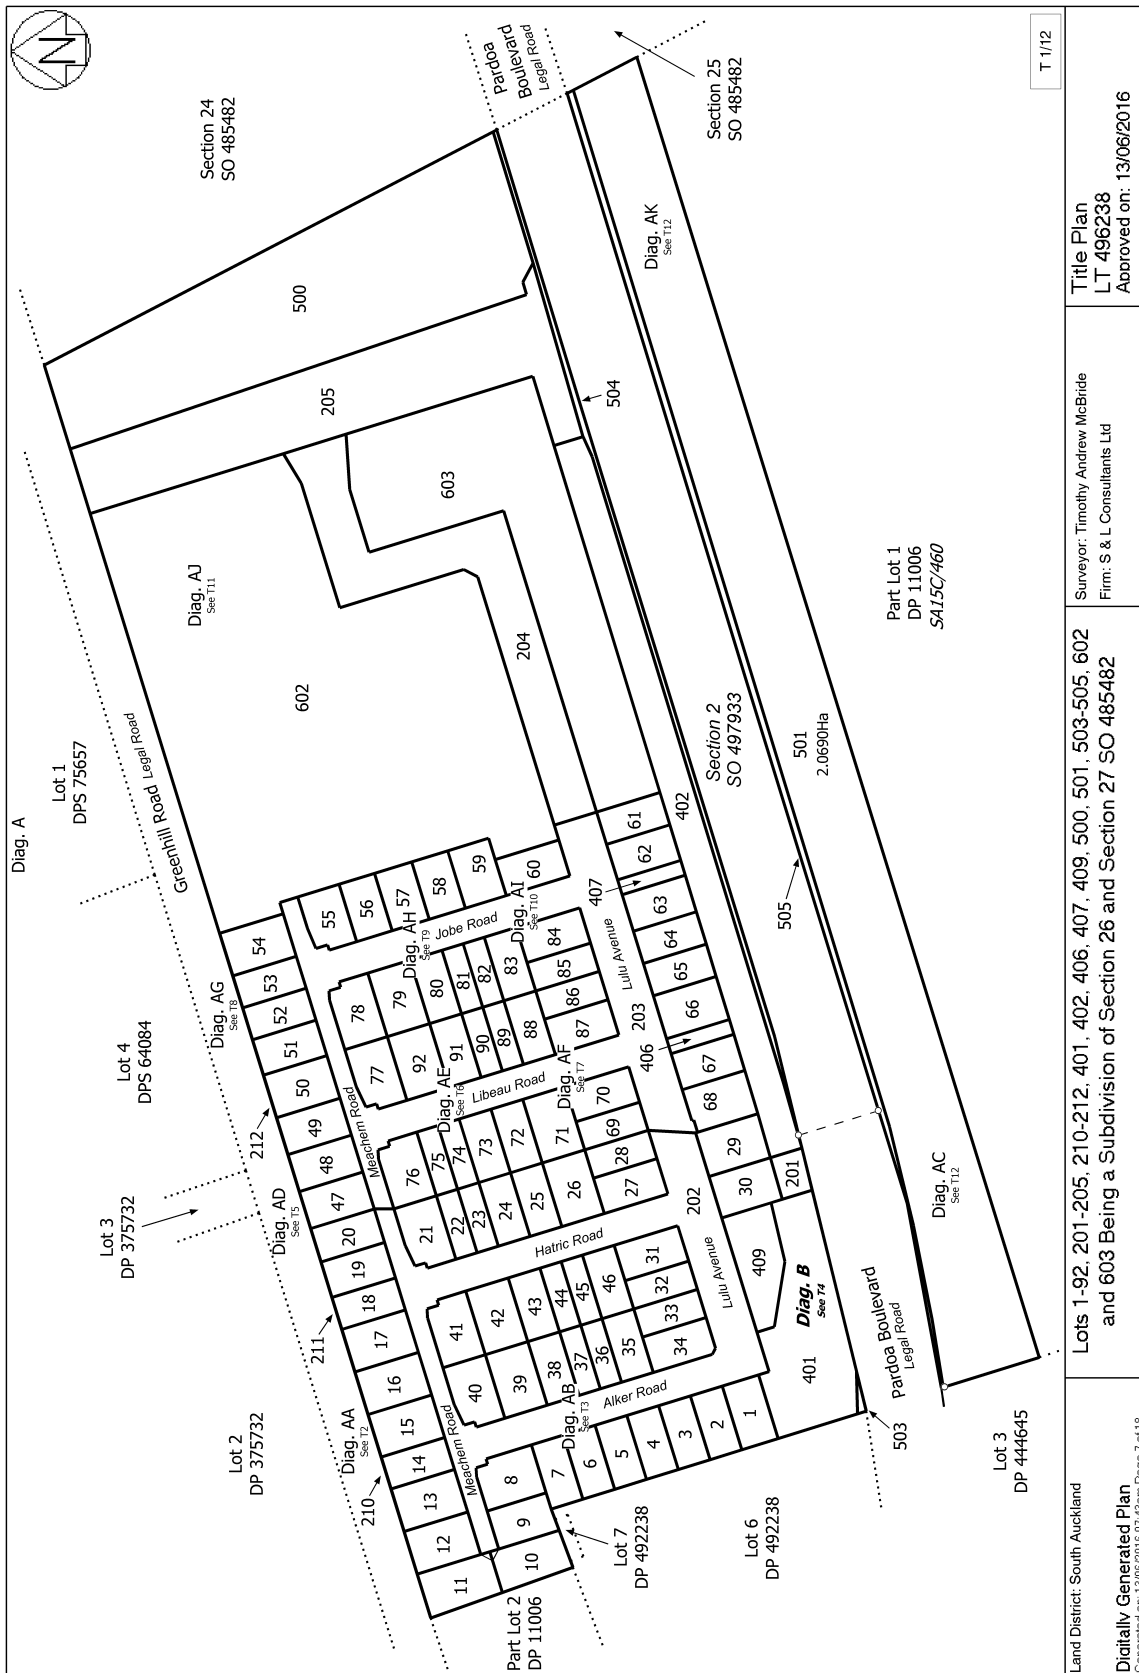 Diag. A
T 1/12
N
Section 24
SO 485482
Pardoa
Boulevard
Legal Road
Section 25
SO 485482
500
205
504
Diag. AK
See T12
603
Diag. AJ
See T11
204
602
Part Lot 1
DP 11006
SA15C/460
Lot 1
DPS 75657
Greenhill Road Legal Road
Section 2
SO 497933
501
2.0690Ha
402
505
61
62
407
63
64
65
66
406
67
68
59
60
58
57
56
55
Diag. AI
See T10
Jobe Road
Diag. AH
See T9
Lulu Avenue
203
54
53
52
51
50
49
48
47
Diag. AG
See T8
Lot 4
DPS 64084
212
84
85
86
87
83
82
81
80
79
78
77
92
91
90
89
88
Diag. AF
See T7
Libeau Road
Diag. AE
See T6
Meachem Road
70
69
71
72
73
74
75
76
28
27
26
25
24
23
22
21
29
30
201
202
Lot 3
DP 375732
Diag. AD
See T5
20
19
18
17
16
15
14
13
12
11
211
Hatric Road
Lulu Avenue
409
Diag. B
See T4
Diag. AC
See T12
31
32
33
34
46
45
44
43
42
41
40
39
38
37
36
35
Pardoa Boulevard
Legal Road
401
503
Lot 2
DP 375732
Diag. AA
See T2
210
Meachem Road
Diag. AB
See T3
Alker Road
1
2
3
4
5
6
7
8
9
10
Lot 3
DP 444645
Lot 7
DP 492238
Lot 6
DP 492238
Part Lot 2
DP 11006
Land District: South Auckland
Digitally Generated Plan
Generated on: 13/06/2016 07:43am Page 7 of 18
Lots 1-92, 201-205, 210-212, 401, 402, 406, 407, 409, 500, 501, 503-505, 602
and 603 Being a Subdivision of Section 26 and Section 27 SO 485482
Surveyor: Timothy Andrew McBride
Firm: S & L Consultants Ltd
Title Plan
LT 496238
Approved on: 13/06/2016